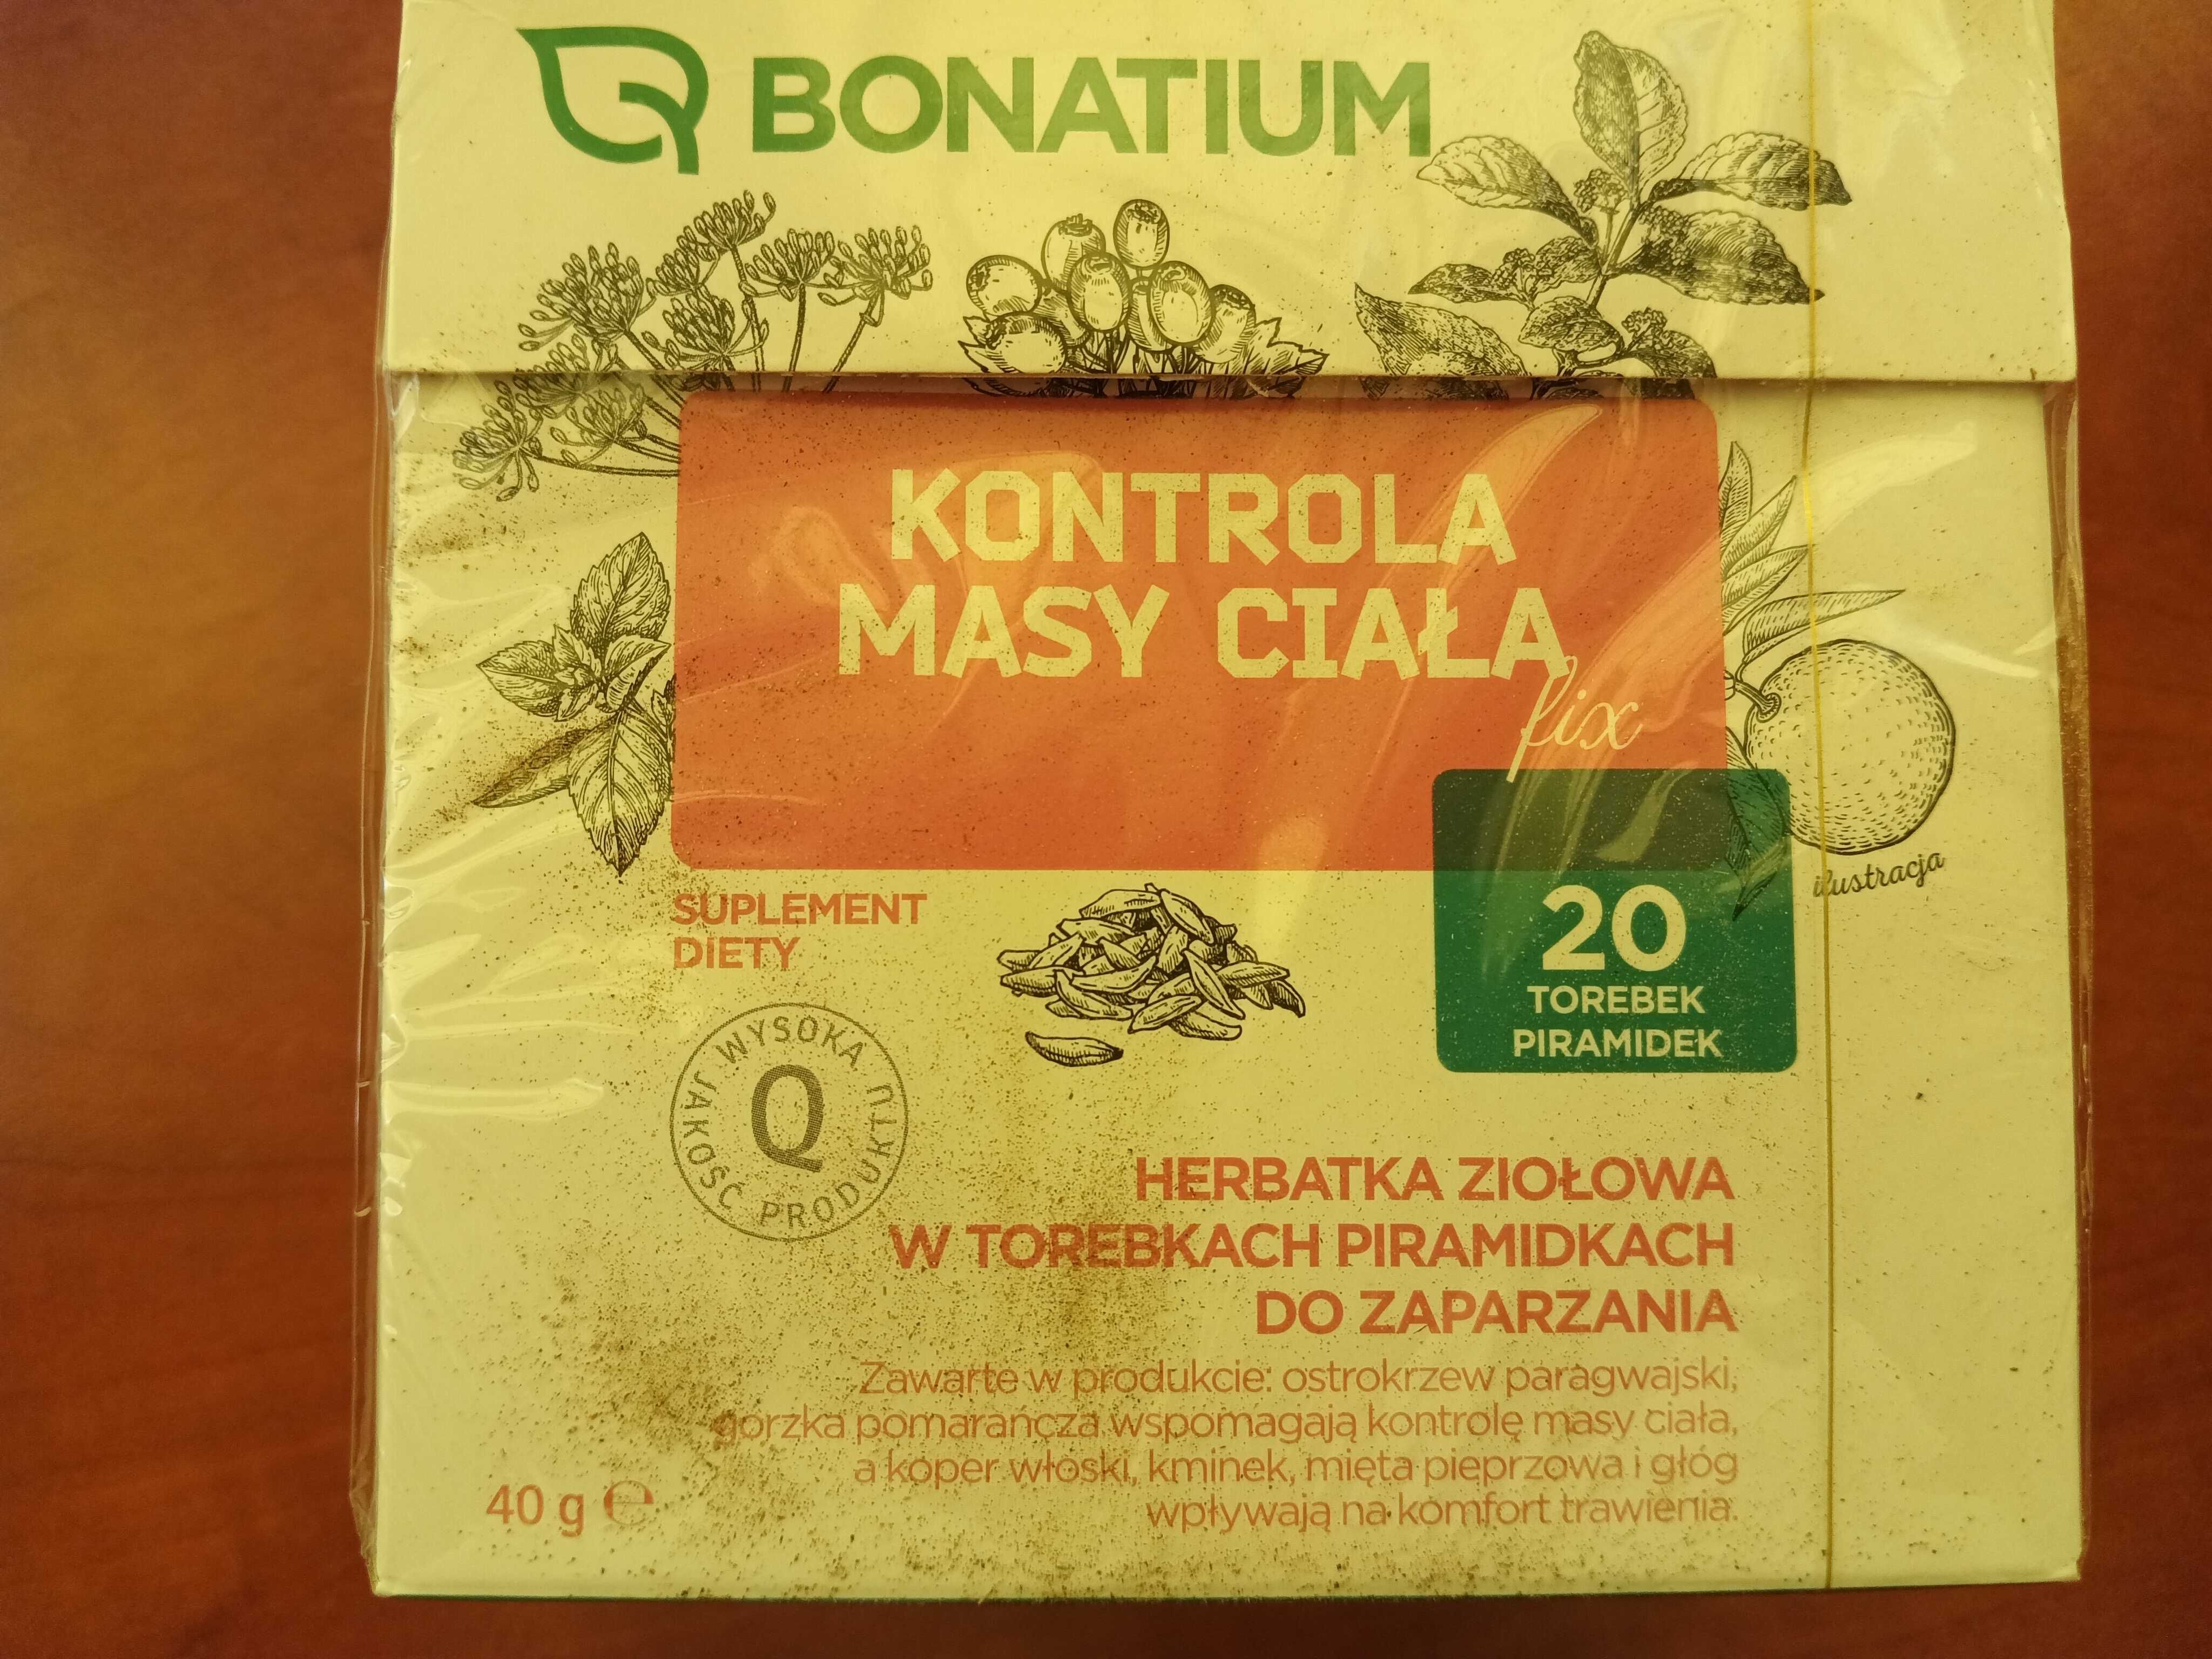 BONATIUM
KONTROLA
MASY CIAŁA
fix
ilustracja
SUPLEMENT
DIETY
20
TOREBEK
PIRAMIDEK
WYSOKA JAKOŚĆ PRODUKTU
Q
HERBATKA ZIOŁOWA
W TOREBKACH PIRAMIDKACH
DO ZAPARZANIA
Zawarte w produkcie: ostrokrzew paragwajski,
gorzka pomarańcza wspomagają kontrolę masy ciała,
a koper włoski, kminek, mięta pieprzowa i głóg
wpływają na komfort trawienia.
40 g ℮